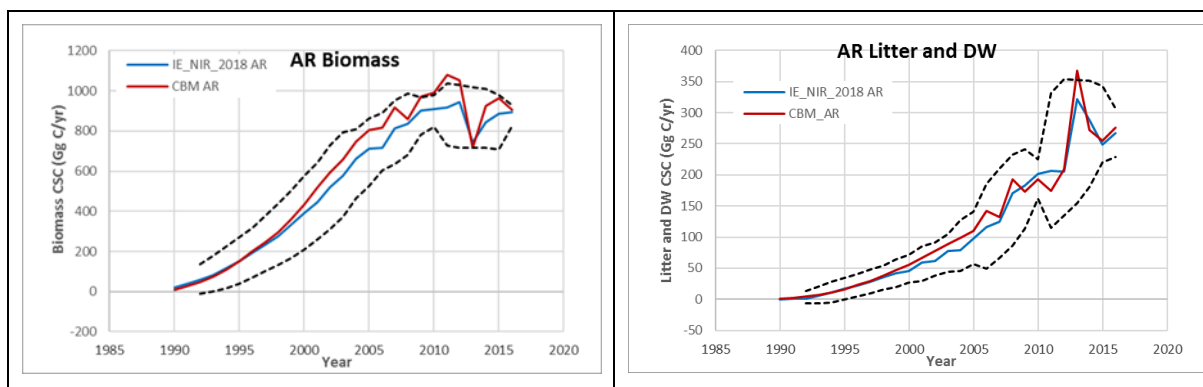 AR Biomass
IE_NIR_2018 AR
CBM AR
Biomass CSC (Gg C/yr)
1200
1000
800
600
400
200
0
-200
1985 1990 1995 2000 2005 2010 2015 2020
Year
AR Litter and DW
IE_NIR_2018 AR
CBM_AR
Litter and DW CSC (Gg C/yr)
400
350
300
250
200
150
100
50
0
-50
1985 1990 1995 2000 2005 2010 2015 2020
Year